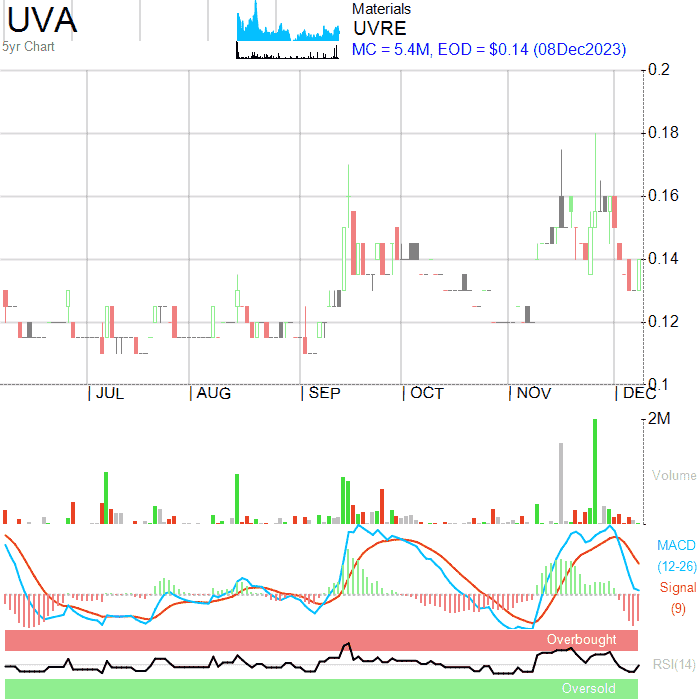 UVA
5yr Chart
Materials
UVRE
MC = 5.4M, EOD = $0.14 (08Dec2023)
0.2
0.18
0.16
0.14
0.12
0.1
JUL AUG SEP OCT NOV DEC
2M
Volume
MACD
(12-26)
Signal
(9)
Overbought
RSI(14)
Oversold